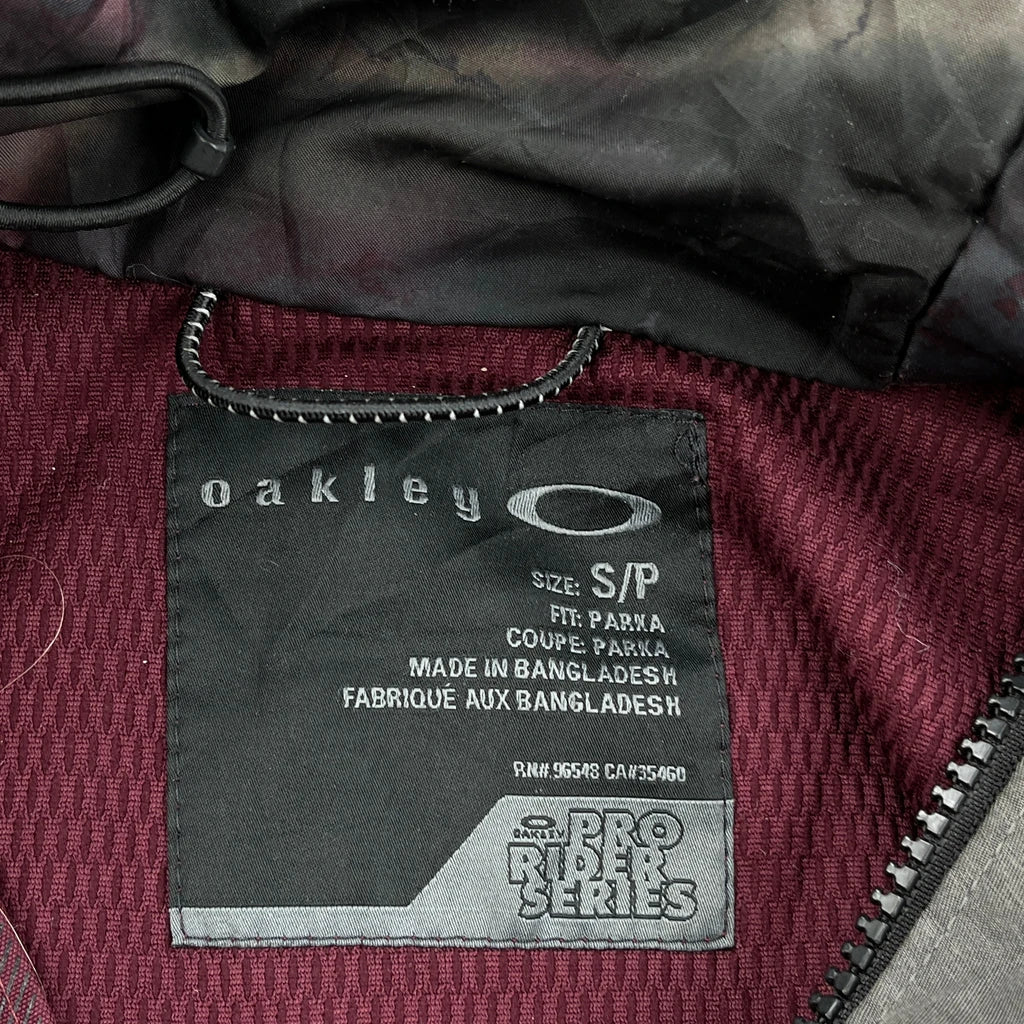 oakley
SIZE: S/P
FIT: PARKA
COUPE: PARKA
MADE IN BANGLADESH
FABRIQUÉ AUX BANGLADESH
RN#.96548 CA#35460
OAKLEY PRO
RIDER
SERIES